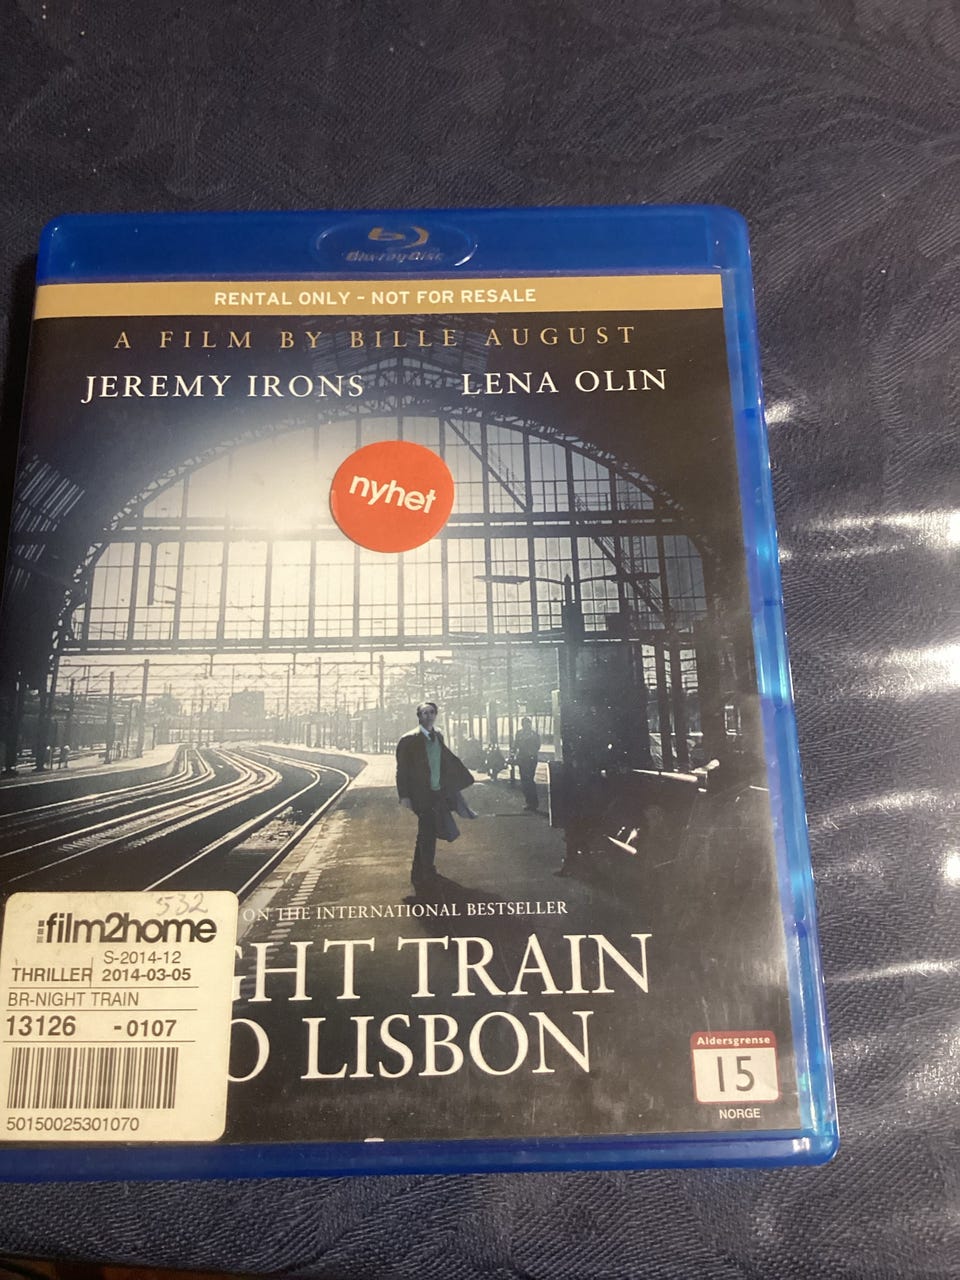 Blu-ray Disc
RENTAL ONLY - NOT FOR RESALE
A FILM BY BILLE AUGUST
JEREMY IRONS LENA OLIN
nyhet
ON THE INTERNATIONAL BESTSELLER
GHT TRAIN
O LISBON
532
film2home
S-2014-12
THRILLER 2014-03-05
BR-NIGHT TRAIN
13126 -0107
50150025301070
Aldersgrense
15
NORGE